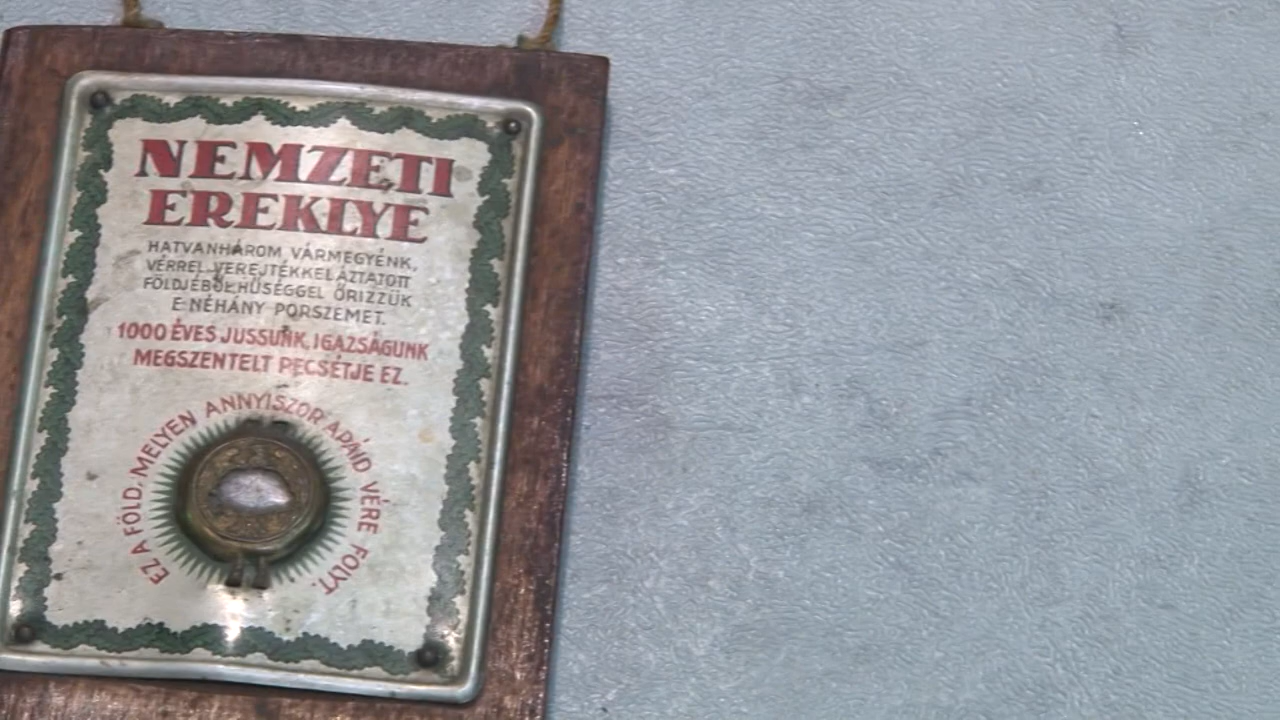 NEMZETI
EREKLYE
HATVANHÁROM VÁRMEGYÉNK,
VÉRREL-VEREJTÉKKEL ÁZTATOTT
FÖLDJÉBŐL HŰSÉGGEL ŐRIZZÜK
E NÉHÁNY PORSZEMET.
1000 ÉVES JUSSUNK, IGAZSÁGUNK
MEGSZENTELT PECSÉTJE EZ.
EZ A FÖLD, MELYEN ANNYISZOR APÁID VÉRE FOLYT.